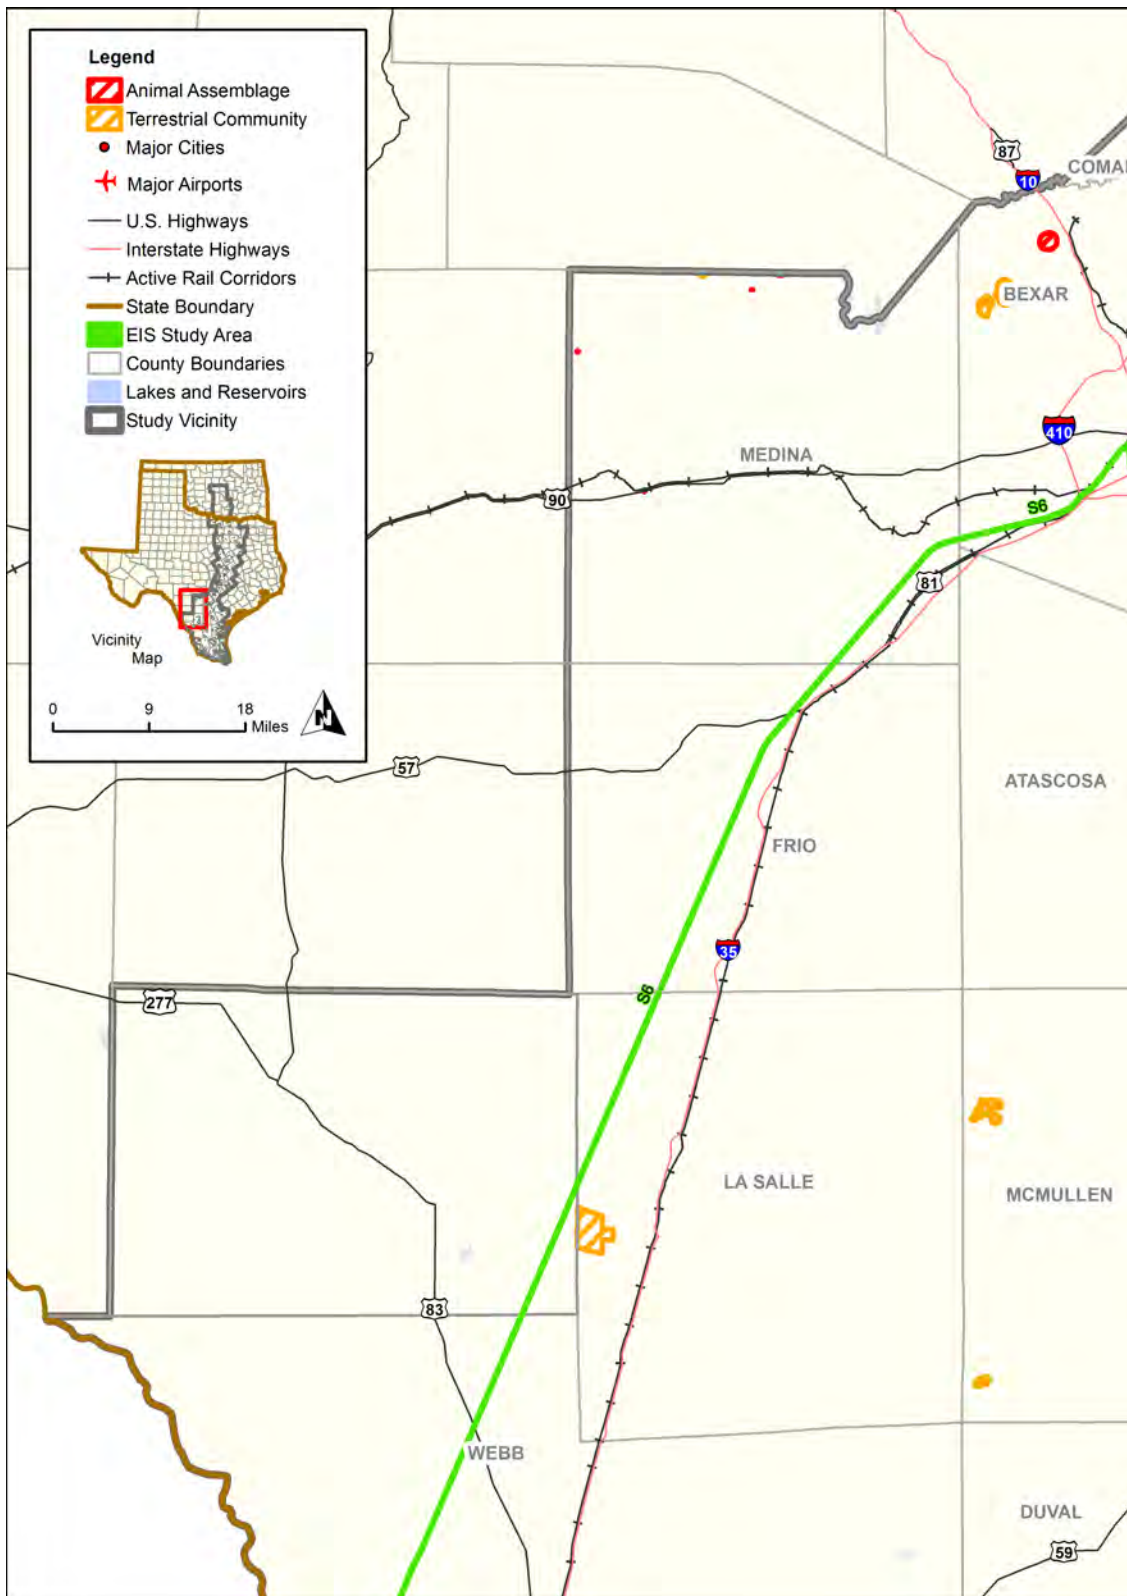 Legend
Animal Assemblage
Terrestrial Community
Major Cities
Major Airports
U.S. Highways
Interstate Highways
Active Rail Corridors
State Boundary
EIS Study Area
County Boundaries
Lakes and Reservoirs
Study Vicinity
Vicinity
Map
0 9 18
Miles
N
87
COMAL
10
BEXAR
410
MEDINA
90
S6
81
57
ATASCOSA
FRIO
35
S6
277
LA SALLE
MCMULLEN
83
WEBB
DUVAL
59